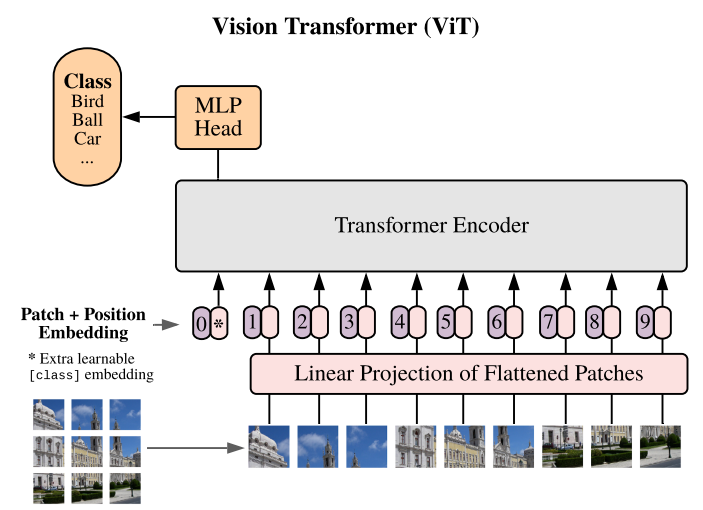 Vision Transformer (ViT)
Class
Bird
Ball
Car
...
MLP
Head
Transformer Encoder
Patch + Position
Embedding
0 * 1 2 3 4 5 6 7 8 9
* Extra learnable
[class] embedding
Linear Projection of Flattened Patches